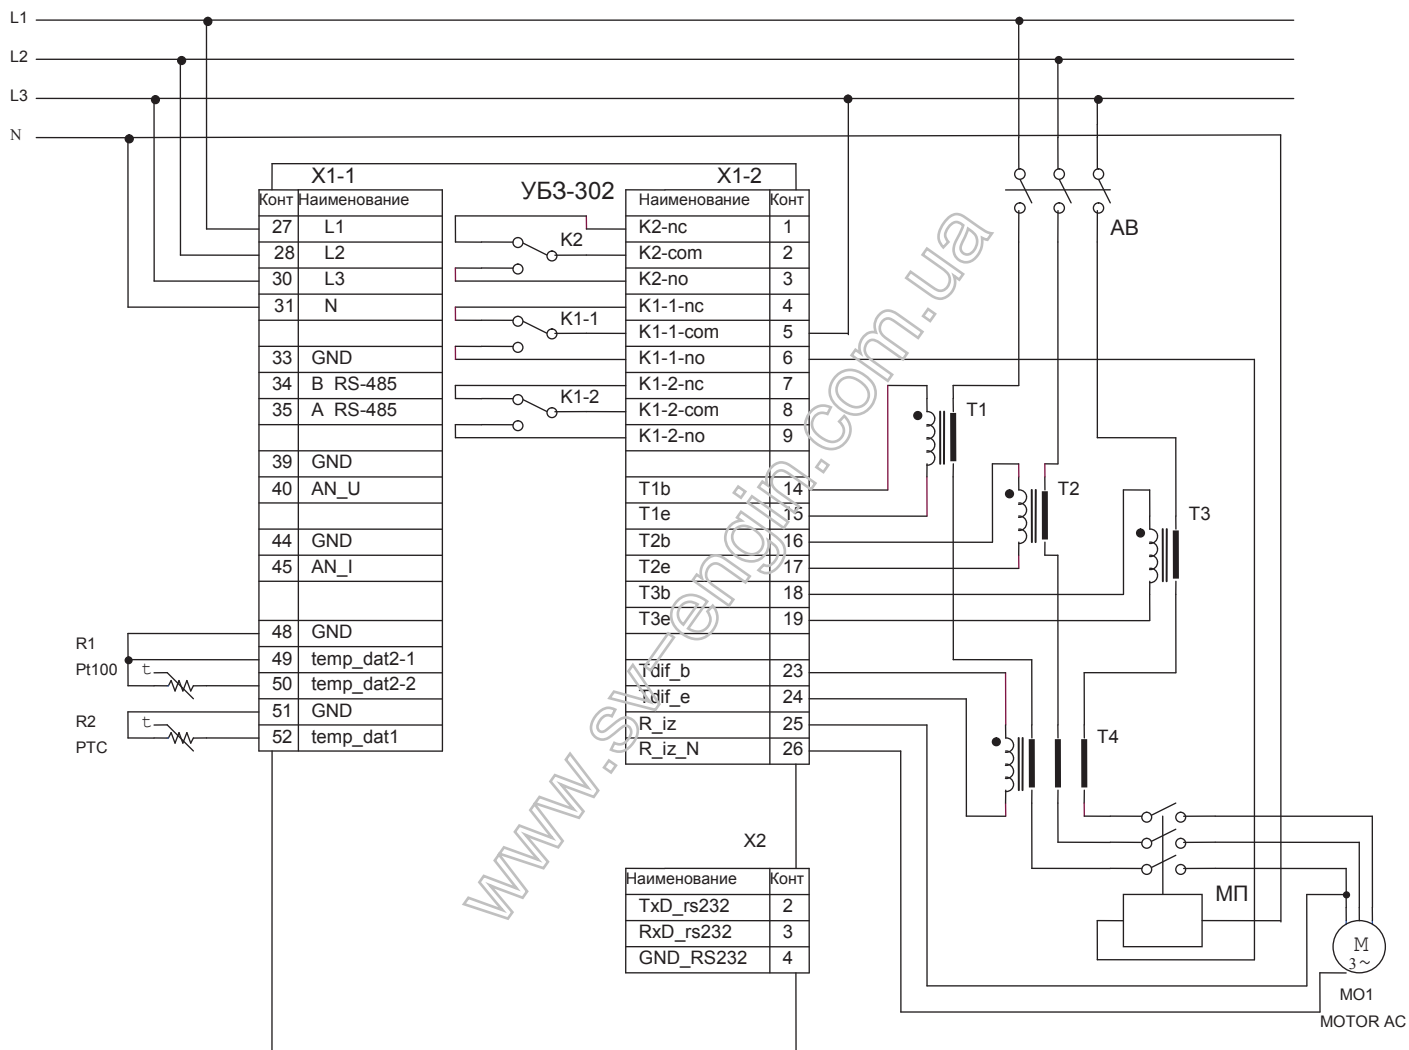 L1
L2
L3
N
X1-1
Конт Наименование
27 L1
28 L2
30 L3
31 N
33 GND
34 B RS-485
35 A RS-485
39 GND
40 AN_U
44 GND
45 AN_I
48 GND
49 temp_dat2-1
50 temp_dat2-2
51 GND
52 temp_dat1
R1
Pt100
t
R2
PTC
t
УБЗ-302
K2
K1-1
K1-2
X1-2
Наименование Конт
K2-nc 1
K2-com 2
K2-no 3
K1-1-nc 4
K1-1-com 5
K1-1-no 6
K1-2-nc 7
K1-2-com 8
K1-2-no 9
T1b 14
T1e 15
T2b 16
T2e 17
T3b 18
T3e 19
Tdif_b 23
Tdif_e 24
R_iz 25
R_iz_N 26
X2
Наименование Конт
TxD_rs232 2
RxD_rs232 3
GND_RS232 4
АВ
T1
T2
T3
T4
МП
M
3~
MO1
MOTOR AC
www.sv-engin.com.ua